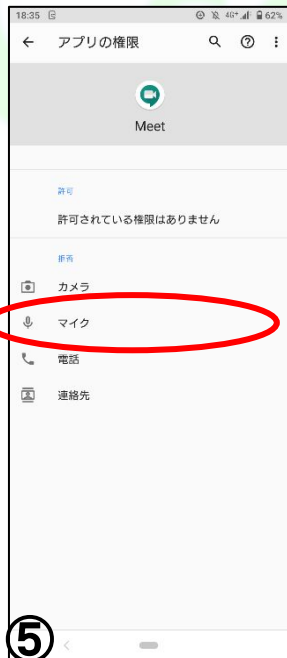 18:35 4G+ 62%
アプリの権限
Meet
許可
許可されている権限はありません
拒否
カメラ
マイク
電話
連絡先
⑤